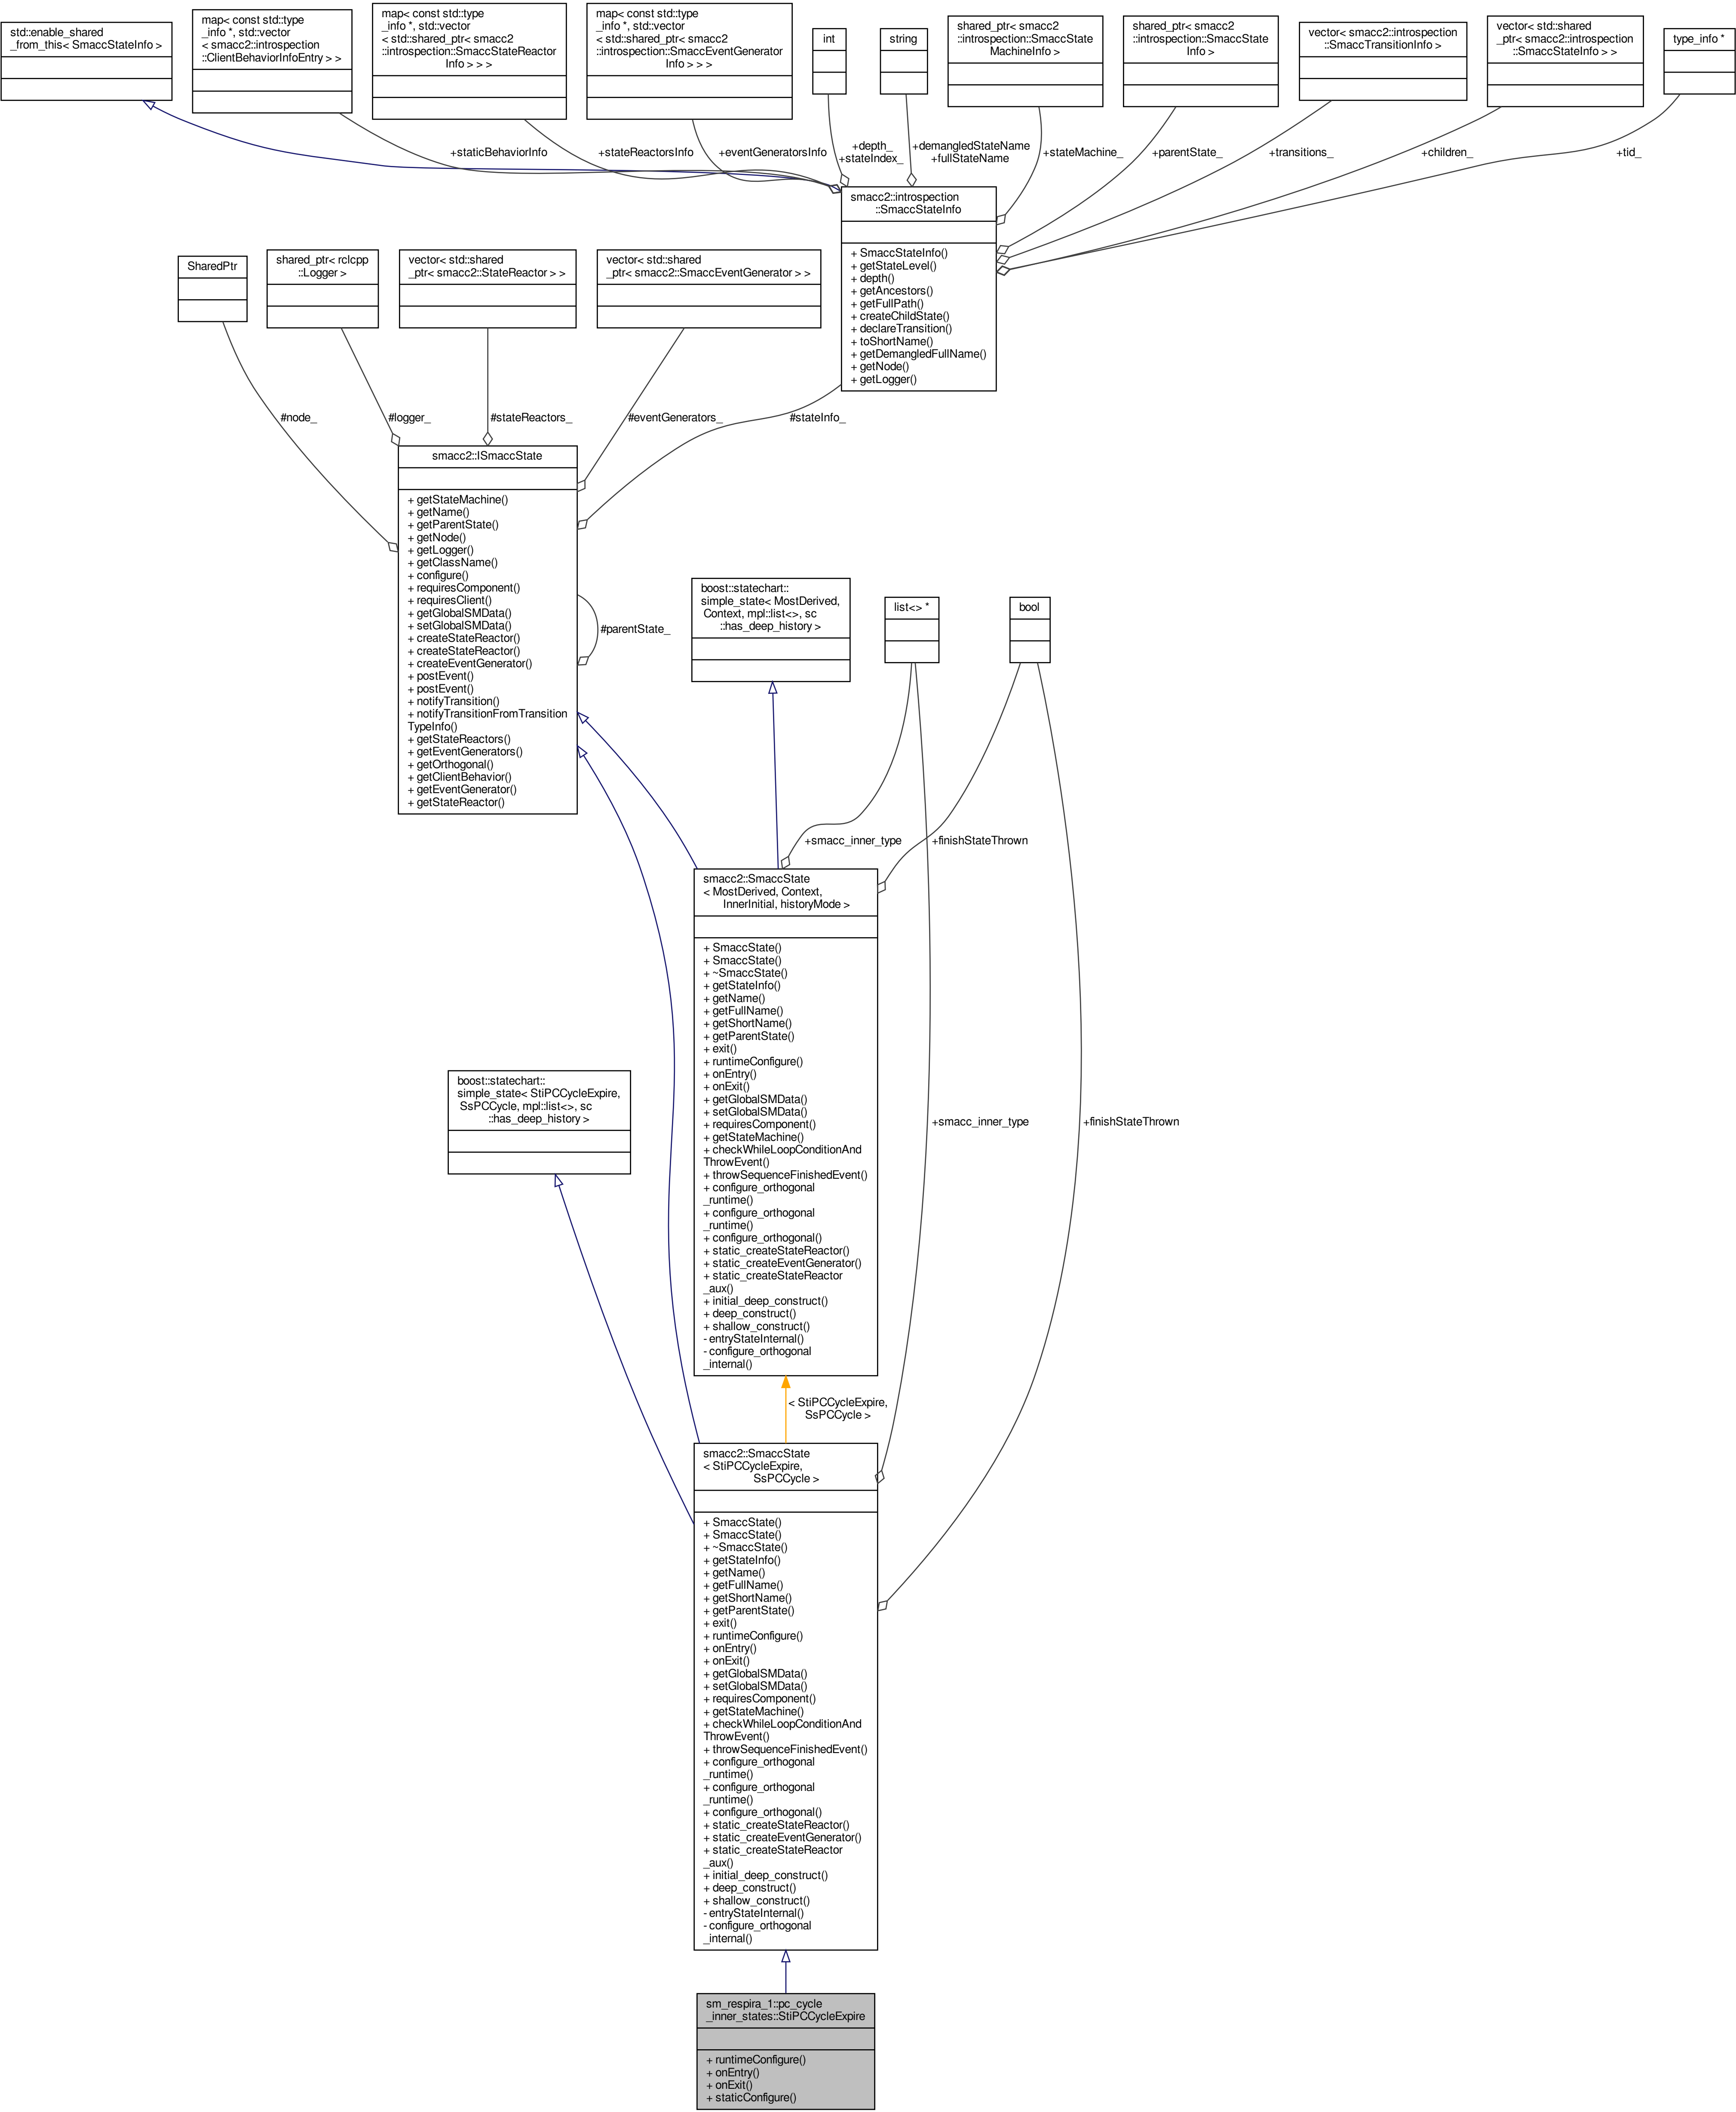 std::enable_shared
_from_this< SmaccStateInfo >
map< const std::type
_info *, std::vector
< smacc2::introspection
::ClientBehaviorInfoEntry > >
map< const std::type
_info *, std::vector
< std::shared_ptr< smacc2
::introspection::SmaccStateReactor
Info > > >
map< const std::type
_info *, std::vector
< std::shared_ptr< smacc2
::introspection::SmaccEventGenerator
Info > > >
int
string
shared_ptr< smacc2
::introspection::SmaccState
MachineInfo >
shared_ptr< smacc2
::introspection::SmaccState
Info >
vector< smacc2::introspection
::SmaccTransitionInfo >
vector< std::shared
_ptr< smacc2::introspection
::SmaccStateInfo > >
type_info *
+staticBehaviorInfo
+stateReactorsInfo
+eventGeneratorsInfo
+depth_
+stateIndex_
+demangledStateName
+fullStateName
+stateMachine_
+parentState_
+transitions_
+children_
+tid_
smacc2::introspection
::SmaccStateInfo
+ SmaccStateInfo()
+ getStateLevel()
+ depth()
+ getAncestors()
+ getFullPath()
+ createChildState()
+ declareTransition()
+ toShortName()
+ getDemangledFullName()
+ getNode()
+ getLogger()
SharedPtr
shared_ptr< rclcpp
::Logger >
vector< std::shared
_ptr< smacc2::StateReactor > >
vector< std::shared
_ptr< smacc2::SmaccEventGenerator > >
#node_
#logger_
#stateReactors_
#eventGenerators_
#stateInfo_
smacc2::ISmaccState
+ getStateMachine()
+ getName()
+ getParentState()
+ getNode()
+ getLogger()
+ getClassName()
+ configure()
+ requiresComponent()
+ requiresClient()
+ getGlobalSMData()
+ setGlobalSMData()
+ createStateReactor()
+ createStateReactor()
+ createEventGenerator()
+ postEvent()
+ postEvent()
+ notifyTransition()
+ notifyTransitionFromTransition
TypeInfo()
+ getStateReactors()
+ getEventGenerators()
+ getOrthogonal()
+ getClientBehavior()
+ getEventGenerator()
+ getStateReactor()
#parentState_
boost::statechart::
simple_state< MostDerived,
Context, mpl::list<>, sc
::has_deep_history >
list<> *
bool
+smacc_inner_type
+finishStateThrown
smacc2::SmaccState
< MostDerived, Context,
InnerInitial, historyMode >
+ SmaccState()
+ SmaccState()
+ ~SmaccState()
+ getStateInfo()
+ getName()
+ getFullName()
+ getShortName()
+ getParentState()
+ exit()
+ runtimeConfigure()
+ onEntry()
+ onExit()
+ getGlobalSMData()
+ setGlobalSMData()
+ requiresComponent()
+ getStateMachine()
+ checkWhileLoopConditionAnd
ThrowEvent()
+ throwSequenceFinishedEvent()
+ configure_orthogonal
_runtime()
+ configure_orthogonal
_runtime()
+ configure_orthogonal()
+ static_createStateReactor()
+ static_createEventGenerator()
+ static_createStateReactor
_aux()
+ initial_deep_construct()
+ deep_construct()
+ shallow_construct()
- entryStateInternal()
- configure_orthogonal
_internal()
boost::statechart::
simple_state< StiPCCycleExpire,
SsPCCycle, mpl::list<>, sc
::has_deep_history >
+smacc_inner_type
+finishStateThrown
< StiPCCycleExpire,
SsPCCycle >
smacc2::SmaccState
< StiPCCycleExpire,
SsPCCycle >
+ SmaccState()
+ SmaccState()
+ ~SmaccState()
+ getStateInfo()
+ getName()
+ getFullName()
+ getShortName()
+ getParentState()
+ exit()
+ runtimeConfigure()
+ onEntry()
+ onExit()
+ getGlobalSMData()
+ setGlobalSMData()
+ requiresComponent()
+ getStateMachine()
+ checkWhileLoopConditionAnd
ThrowEvent()
+ throwSequenceFinishedEvent()
+ configure_orthogonal
_runtime()
+ configure_orthogonal
_runtime()
+ configure_orthogonal()
+ static_createStateReactor()
+ static_createEventGenerator()
+ static_createStateReactor
_aux()
+ initial_deep_construct()
+ deep_construct()
+ shallow_construct()
- entryStateInternal()
- configure_orthogonal
_internal()
sm_respira_1::pc_cycle
_inner_states::StiPCCycleExpire
+ runtimeConfigure()
+ onEntry()
+ onExit()
+ staticConfigure()